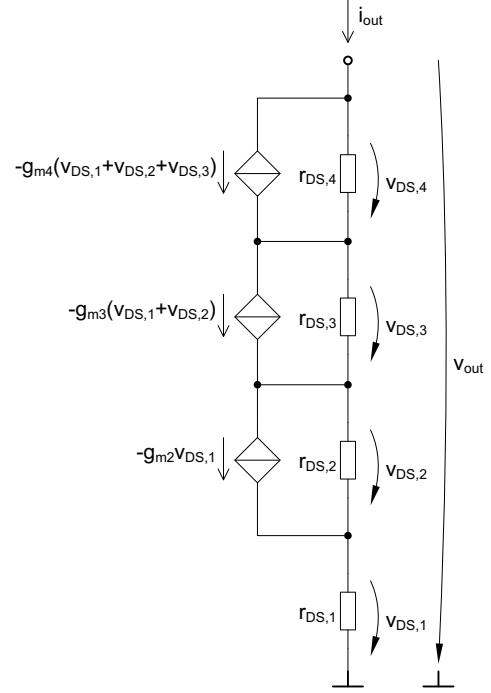 iout
-gm4(vDS,1+vDS,2+vDS,3)
rDS,4
vDS,4
-gm3(vDS,1+vDS,2)
rDS,3
vDS,3
vout
-gm2vDS,1
rDS,2
vDS,2
rDS,1
vDS,1